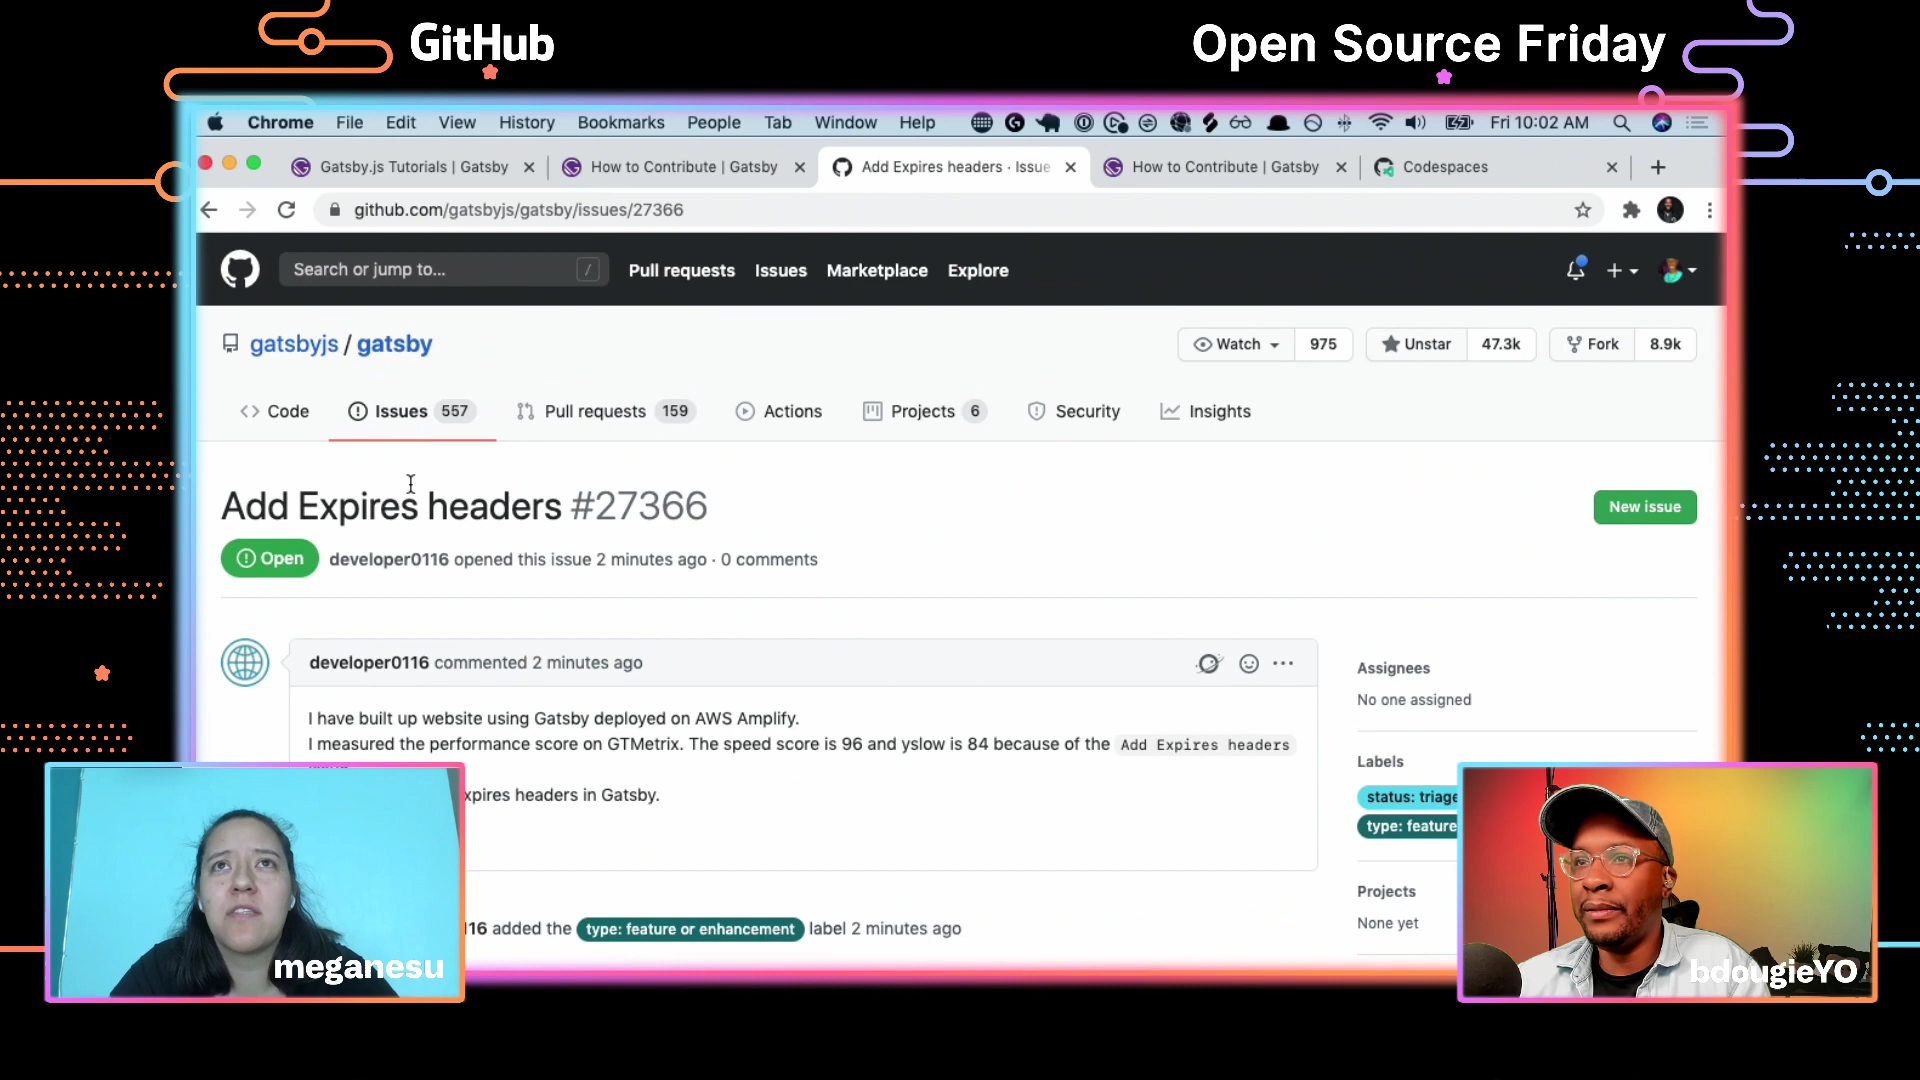 GitHub
Open Source Friday
Chrome File Edit View History Bookmarks People Tab Window Help Fri 10:02 AM
Gatsby.js Tutorials | Gatsby
How to Contribute | Gatsby
Add Expires headers · Issue
How to Contribute | Gatsby
Codespaces
github.com/gatsbyjs/gatsby/issues/27366
Search or jump to... /
Pull requests Issues Marketplace Explore
gatsbyjs / gatsby
Watch 975
Unstar 47.3k
Fork 8.9k
Code
Issues 557
Pull requests 159
Actions
Projects 6
Security
Insights
Add Expires headers #27366
New issue
Open
developer0116 opened this issue 2 minutes ago · 0 comments
developer0116 commented 2 minutes ago
I have built up website using Gatsby deployed on AWS Amplify.
I measured the performance score on GTMetrix. The speed score is 96 and yslow is 84 because of the Add Expires headers
xpires headers in Gatsby.
16 added the type: feature or enhancement label 2 minutes ago
Assignees
No one assigned
Labels
status: triage
type: feature
Projects
None yet
meganesu
bdougieYO